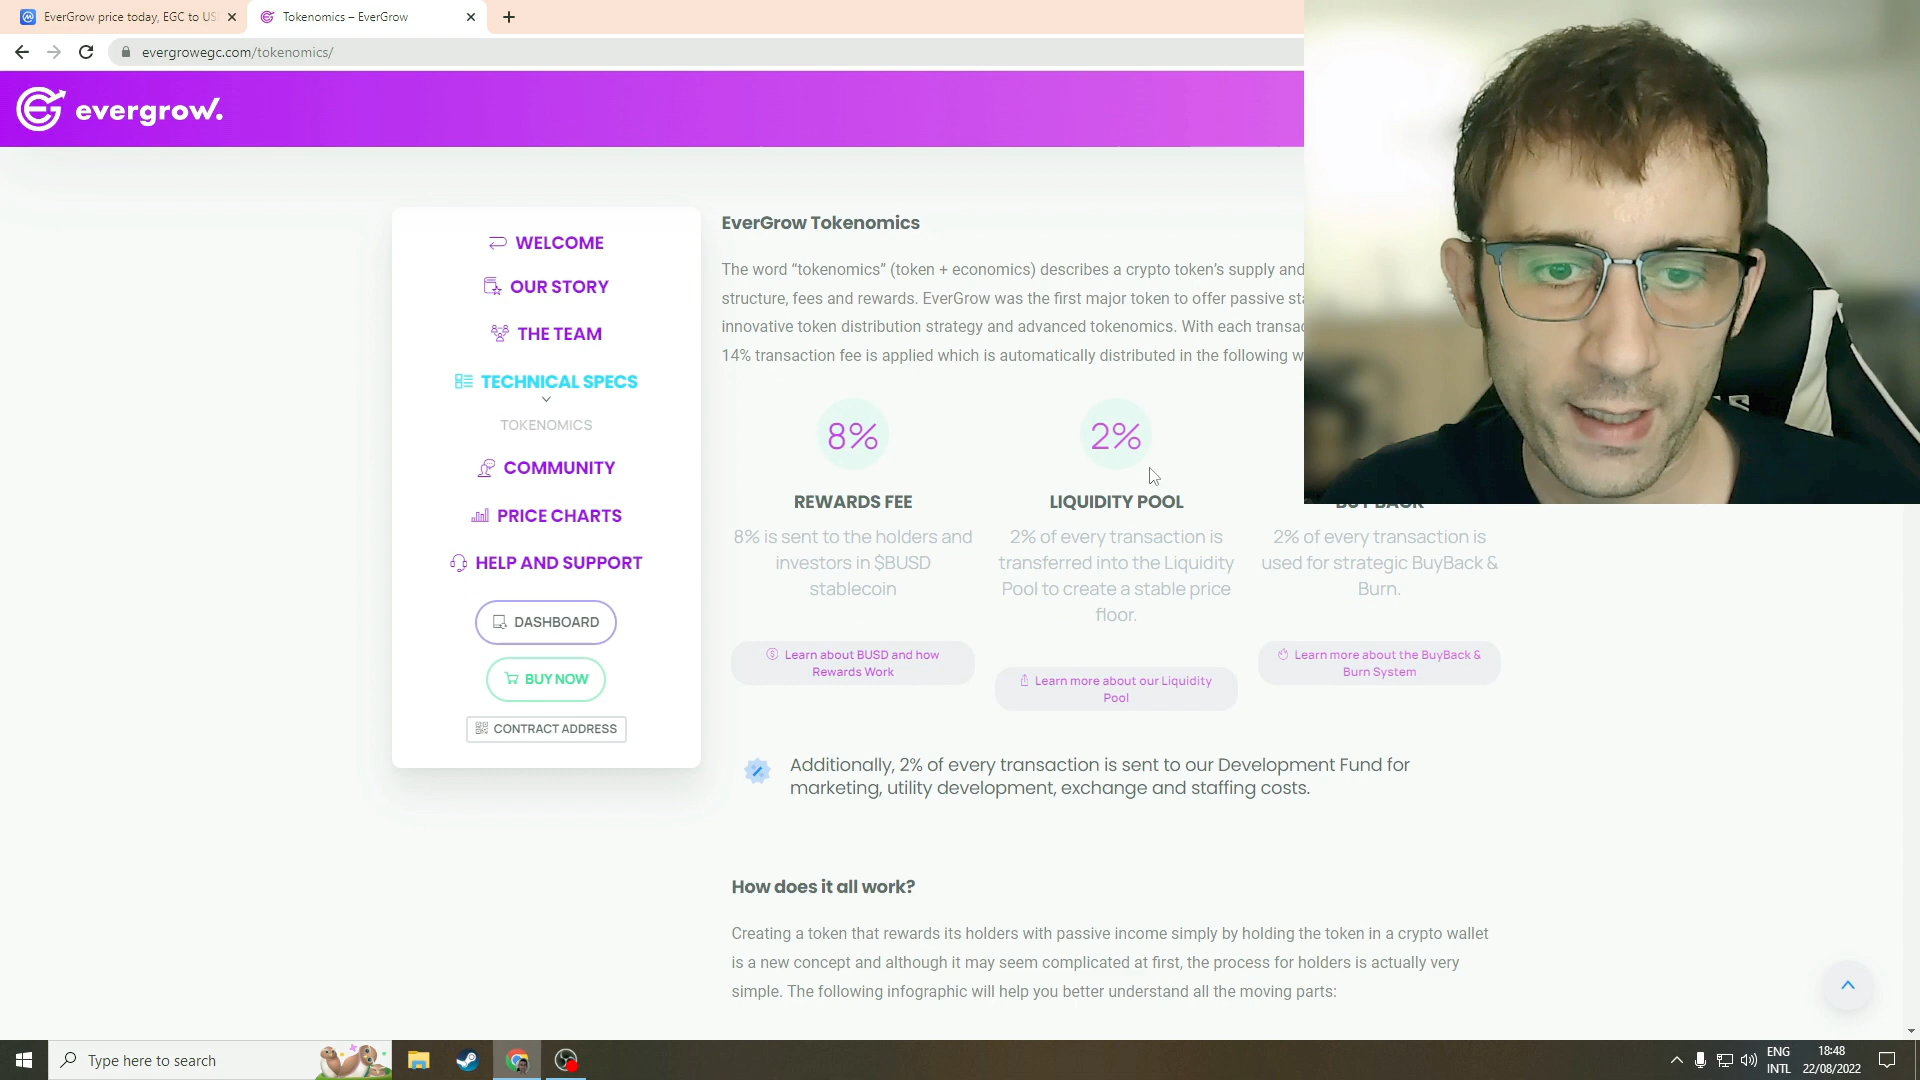 EverGrow price today, EGC to US
Tokenomics – EverGrow
evergrowegc.com/tokenomics/
evergrow.
WELCOME
OUR STORY
THE TEAM
TECHNICAL SPECS
TOKENOMICS
COMMUNITY
PRICE CHARTS
HELP AND SUPPORT
DASHBOARD
BUY NOW
CONTRACT ADDRESS
EverGrow Tokenomics
The word “tokenomics” (token + economics) describes a crypto token’s supply and
structure, fees and rewards. EverGrow was the first major token to offer passive
innovative token distribution strategy and advanced tokenomics. With each
14% transaction fee is applied which is automatically distributed in the following
8%
REWARDS FEE
8% is sent to the holders and
investors in $BUSD
stablecoin
Learn about BUSD and how
Rewards Work
2%
LIQUIDITY POOL
2% of every transaction is
transferred into the Liquidity
Pool to create a stable price
floor.
Learn more about our Liquidity
Pool
2% of every transaction is
used for strategic BuyBack &
Burn.
Learn more about the BuyBack &
Burn System
Additionally, 2% of every transaction is sent to our Development Fund for
marketing, utility development, exchange and staffing costs.
How does it all work?
Creating a token that rewards its holders with passive income simply by holding the token in a crypto wallet
is a new concept and although it may seem complicated at first, the process for holders is actually very
simple. The following infographic will help you better understand all the moving parts:
Type here to search
ENG
INTL
18:48
22/08/2022